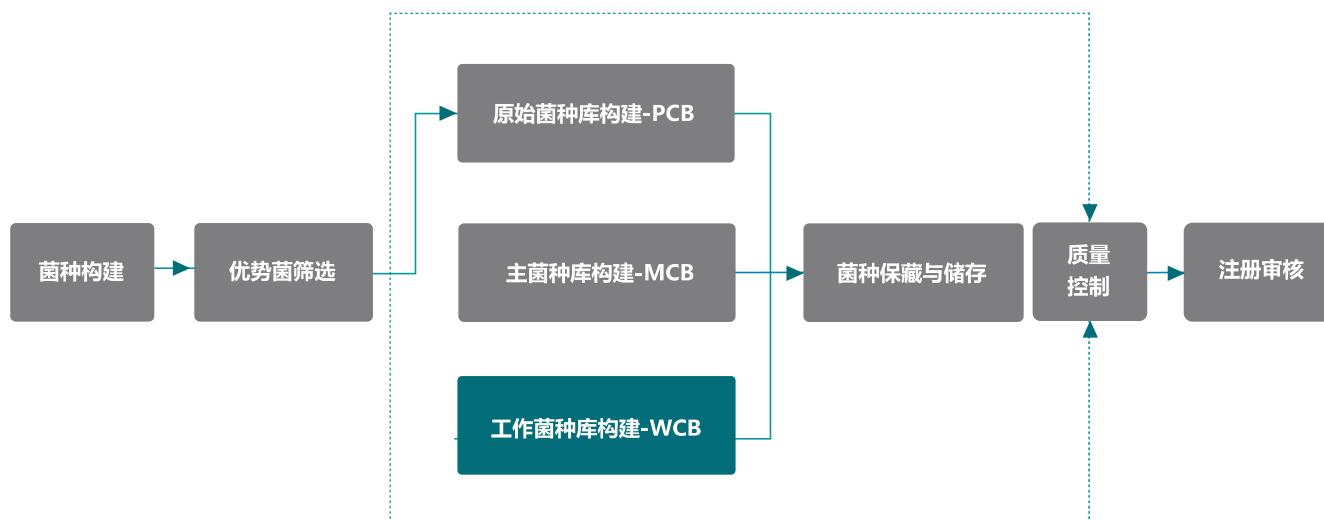 菌种构建
优势菌筛选
原始菌种库构建-PCB
主菌种库构建-MCB
工作菌种库构建-WCB
菌种保藏与储存
质量
控制
注册审核